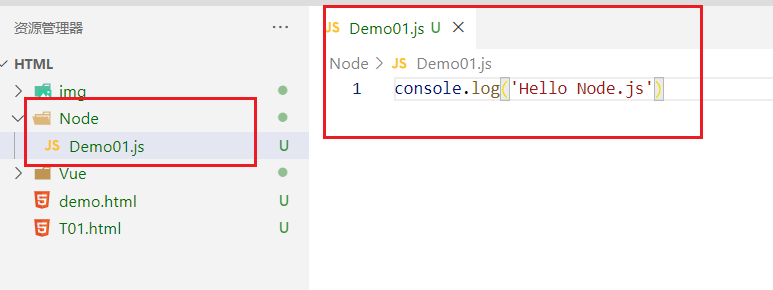 资源管理器 ···
HTML
img
Node
JS Demo01.js U
Vue
demo.html U
T01.html U
JS Demo01.js U ×
Node > JS Demo01.js
1 console.log('Hello Node.js')